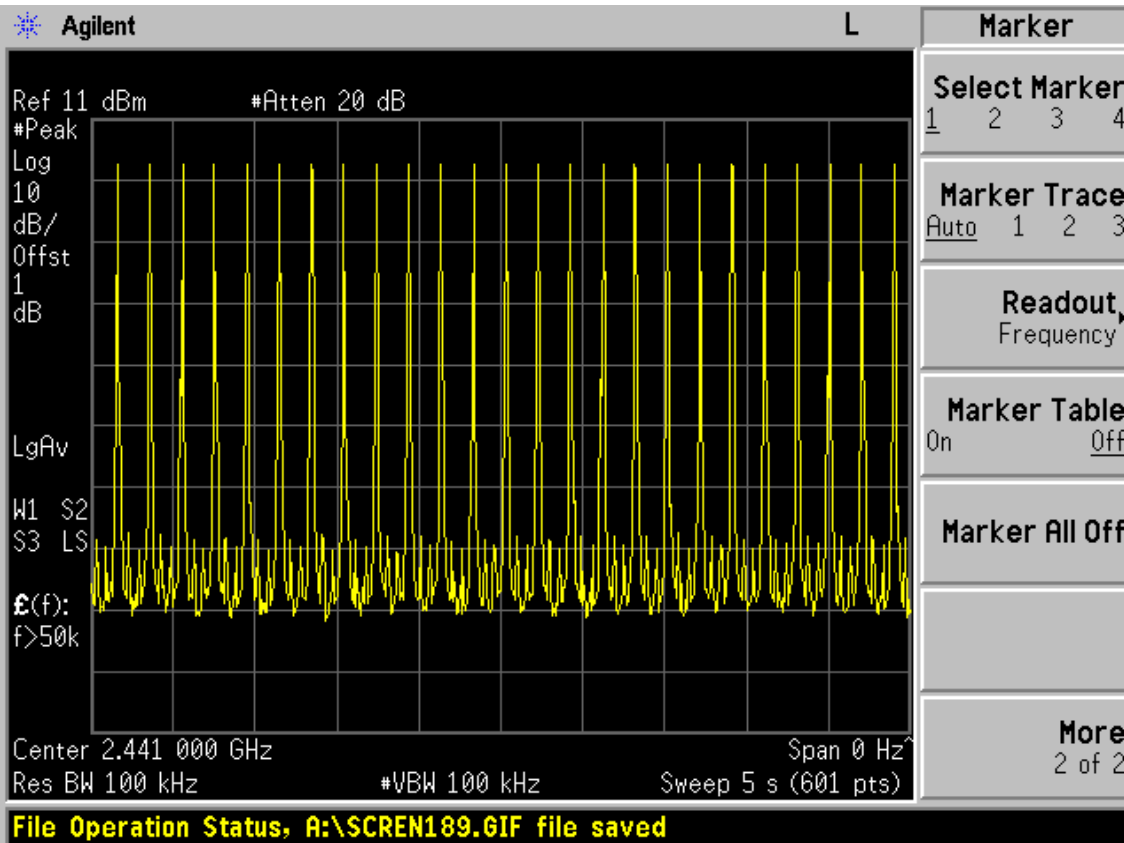 Agilent L
Ref 11 dBm #Atten 20 dB
#Peak
Log
10
dB/
Offst
1
dB
LgAv
W1 S2
S3 LS
£(f):
f>50k
Center 2.441 000 GHz Span 0 Hz^
Res BW 100 kHz #VBW 100 kHz Sweep 5 s (601 pts)
File Operation Status, A:\SCREN189.GIF file saved
Marker
Select Marker
1 2 3 4
Marker Trace
Auto 1 2 3
Readout
Frequency
Marker Table
On Off
Marker All Off
More
2 of 2